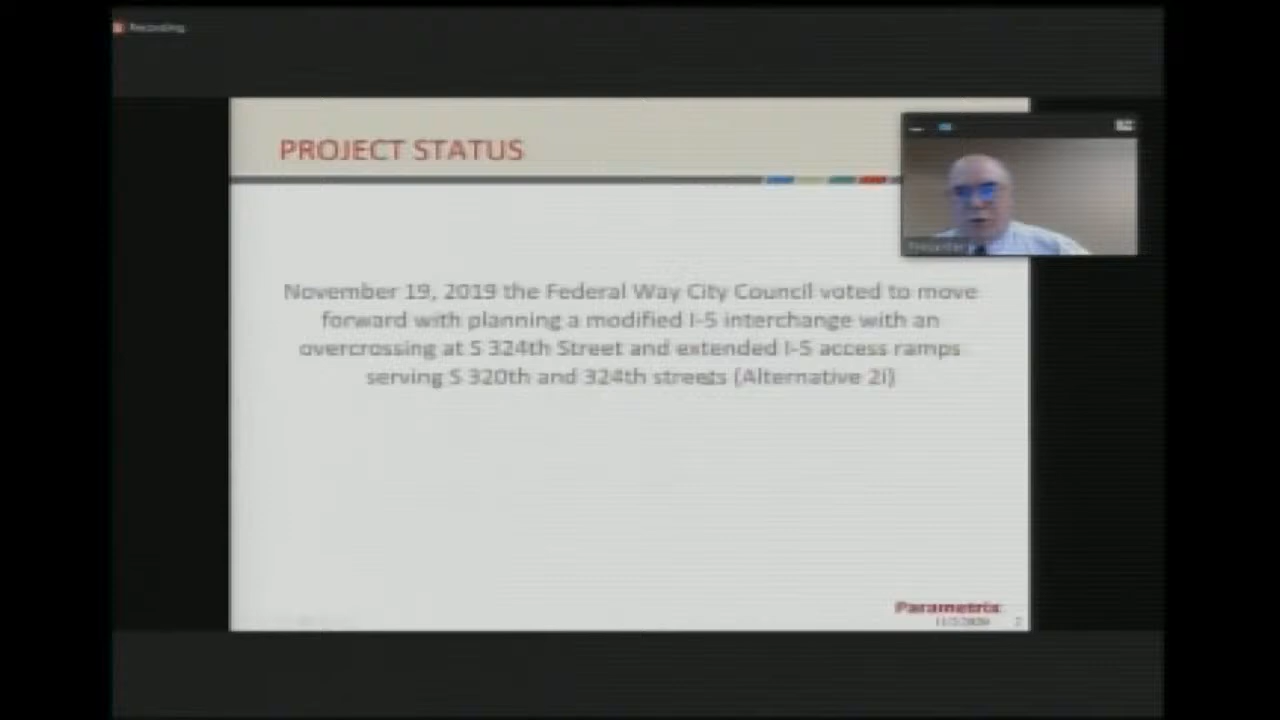 Recording
PROJECT STATUS
November 19, 2019 the Federal Way City Council voted to move
forward with planning a modified I-5 interchange with an
overcrossing at S 324th Street and extended I-5 access ramps
serving S 320th and 324th streets (Alternative 2i)
Parametrix
2